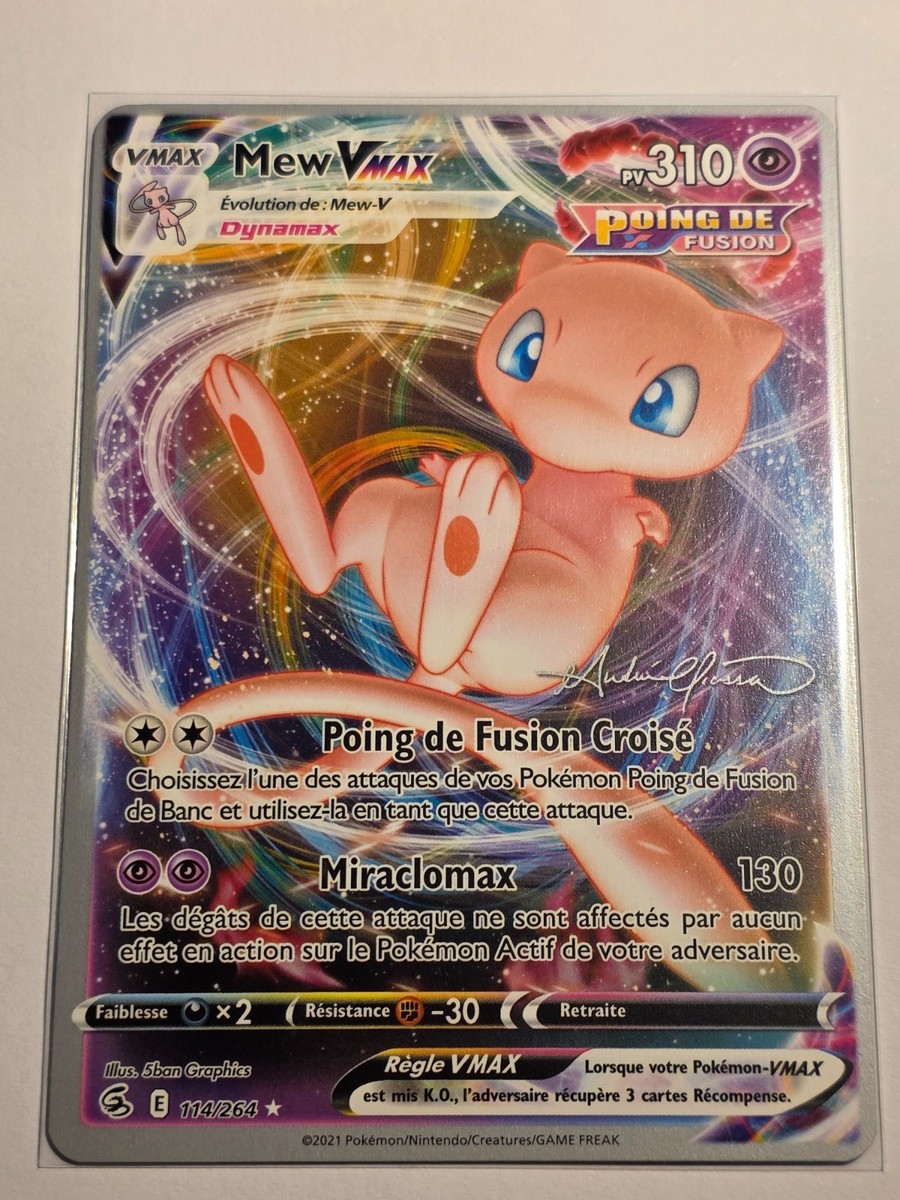 VMAX Mew VMAX PV 310
Évolution de : Mew-V
Dynamax
POING DE
FUSION
Poing de Fusion Croisé
Choisissez l'une des attaques de vos Pokémon Poing de Fusion
de Banc et utilisez-la en tant que cette attaque.
Miraclomax 130
Les dégâts de cette attaque ne sont affectés par aucun
effet en action sur le Pokémon Actif de votre adversaire.
Faiblesse ×2 Résistance -30 Retraite
Illus. 5ban Graphics
Règle VMAX Lorsque votre Pokémon-VMAX
est mis K.O., l'adversaire récupère 3 cartes Récompense.
E 114/264 ★
©2021 Pokémon/Nintendo/Creatures/GAME FREAK